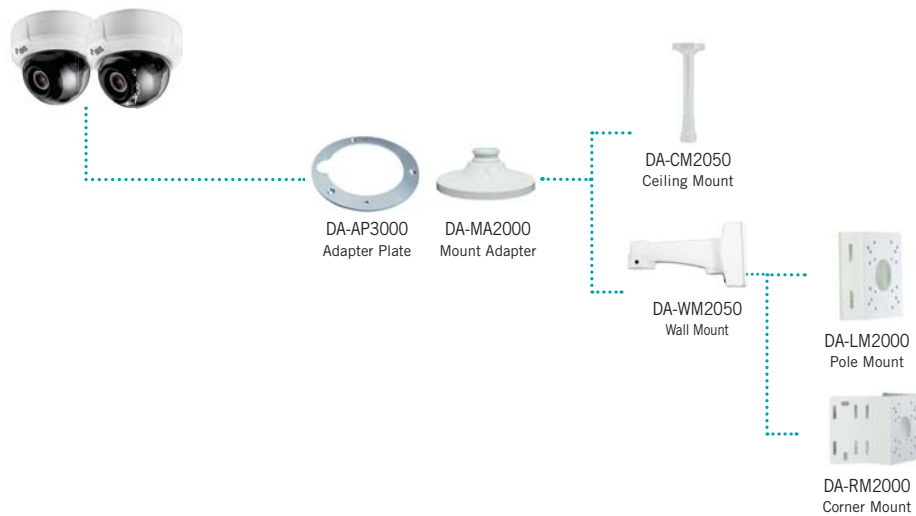 DA-CM2050
Ceiling Mount
DA-AP3000
Adapter Plate
DA-MA2000
Mount Adapter
DA-WM2050
Wall Mount
DA-LM2000
Pole Mount
DA-RM2000
Corner Mount